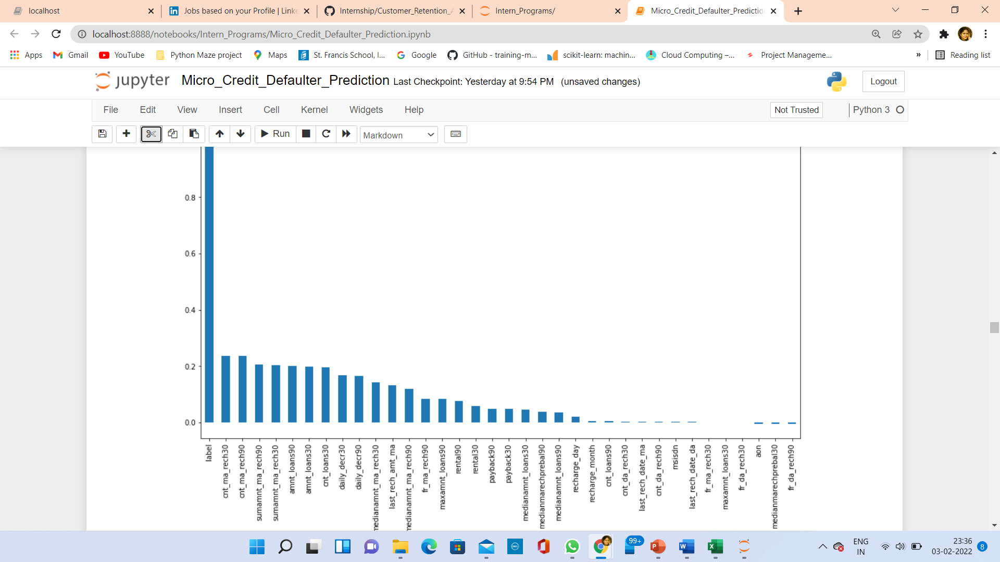 localhost
Jobs based on your Profile | Linke
Internship/Customer_Retention_A
Intern_Programs/
Micro_Credit_Defaulter_Predictio
localhost:8888/notebooks/Intern_Programs/Micro_Credit_Defaulter_Prediction.ipynb
Apps
Gmail
YouTube
Python Maze project
Maps
St. Francis School, I...
Google
GitHub - training-m...
scikit-learn: machin...
Cloud Computing –...
Project Manageme...
»
Reading list
jupyter Micro_Credit_Defaulter_Prediction Last Checkpoint: Yesterday at 9:54 PM (unsaved changes)
Logout
File Edit View Insert Cell Kernel Widgets Help
Not Trusted
Python 3
Run
Markdown
0.8
0.6
0.4
0.2
0.0
label
cnt_ma_rech30
cnt_ma_rech90
sumamnt_ma_rech90
sumamnt_ma_rech30
amnt_loans90
amnt_loans30
cnt_loans30
daily_decr30
daily_decr90
medianamnt_ma_rech30
last_rech_amt_ma
medianamnt_ma_rech90
fr_ma_rech90
maxamnt_loans90
rental90
rental30
payback90
payback30
medianamnt_loans30
medianmarechprebal90
medianamnt_loans90
recharge_day
recharge_month
cnt_loans90
cnt_da_rech30
last_rech_date_ma
cnt_da_rech90
msisdn
last_rech_date_da
fr_ma_rech30
maxamnt_loans30
fr_da_rech30
aon
medianmarechprebal30
fr_da_rech90
DELL
99+
ENG
IN
23:36
03-02-2022
8